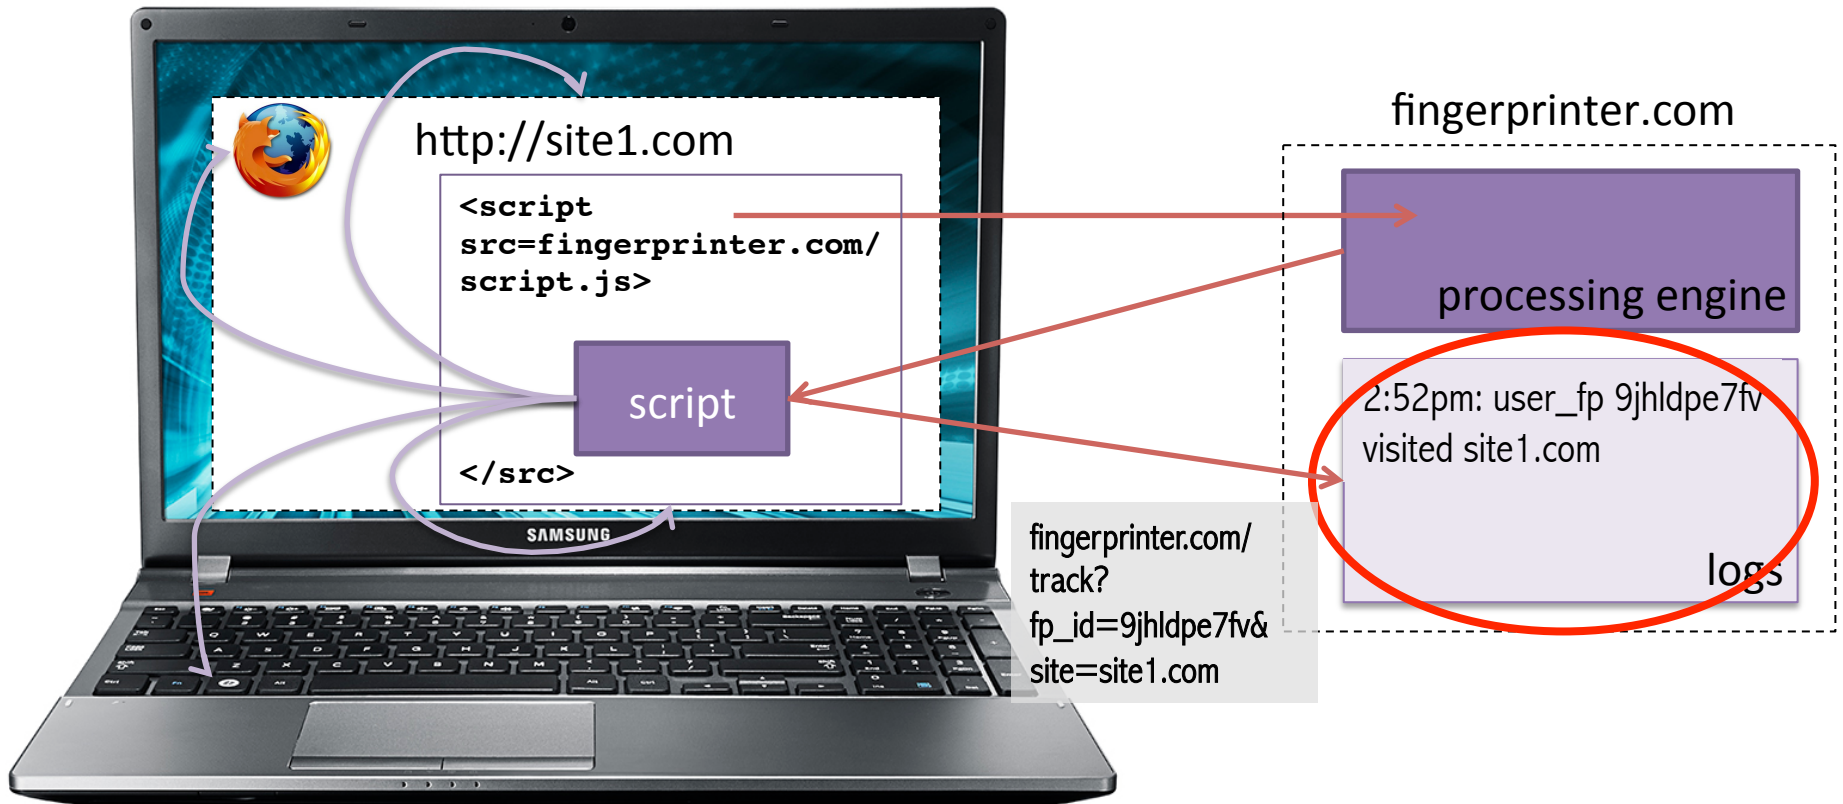 http://site1.com
<script
src=fingerprinter.com/
script.js>
script
</src>
SAMSUNG
fingerprinter.com
processing engine
2:52pm: user_fp 9jhldpe7fv
visited site1.com
logs
fingerprinter.com/
track?
fp_id=9jhldpe7fv&
site=site1.com